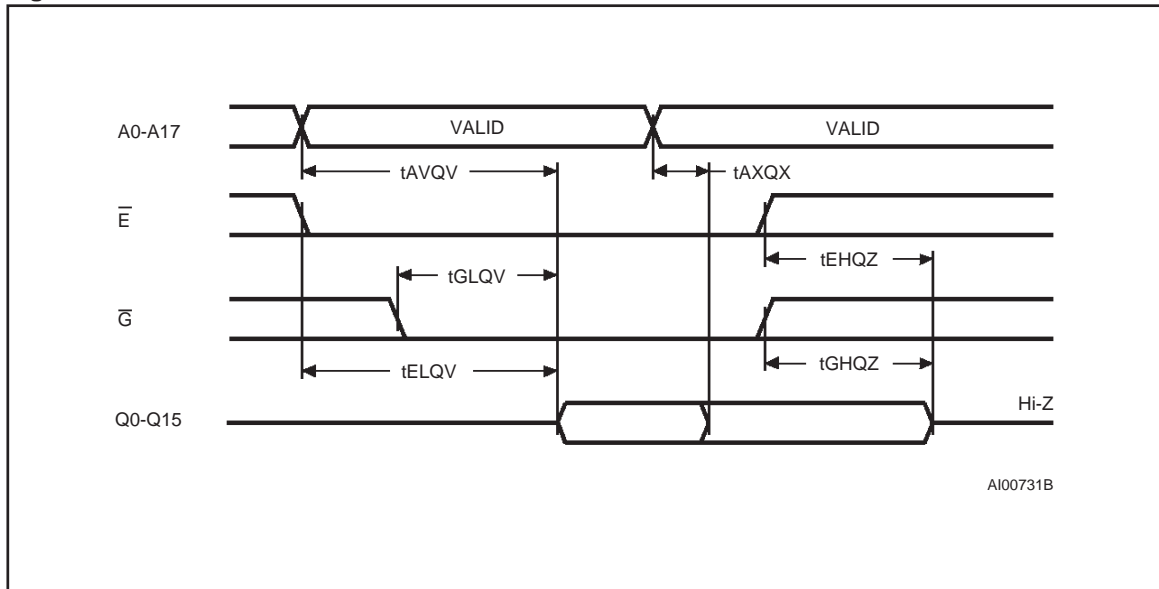 A0-A17
VALID
VALID
tAVQV
tAXQX
E
tEHQZ
tGLQV
G
tGHQZ
tELQV
Hi-Z
Q0-Q15
AI00731B